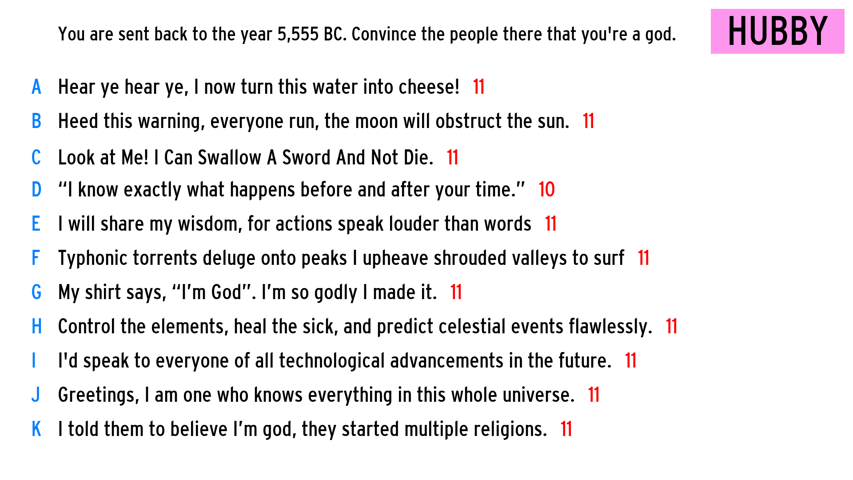 You are sent back to the year 5,555 BC. Convince the people there that you're a god.
HUBBY
A Hear ye hear ye, I now turn this water into cheese! 11
B Heed this warning, everyone run, the moon will obstruct the sun. 11
C Look at Me! I Can Swallow A Sword And Not Die. 11
D “I know exactly what happens before and after your time.” 10
E I will share my wisdom, for actions speak louder than words 11
F Typhonic torrents deluge onto peaks I upheave shrouded valleys to surf 11
G My shirt says, “I’m God”. I’m so godly I made it. 11
H Control the elements, heal the sick, and predict celestial events flawlessly. 11
I I'd speak to everyone of all technological advancements in the future. 11
J Greetings, I am one who knows everything in this whole universe. 11
K I told them to believe I’m god, they started multiple religions. 11